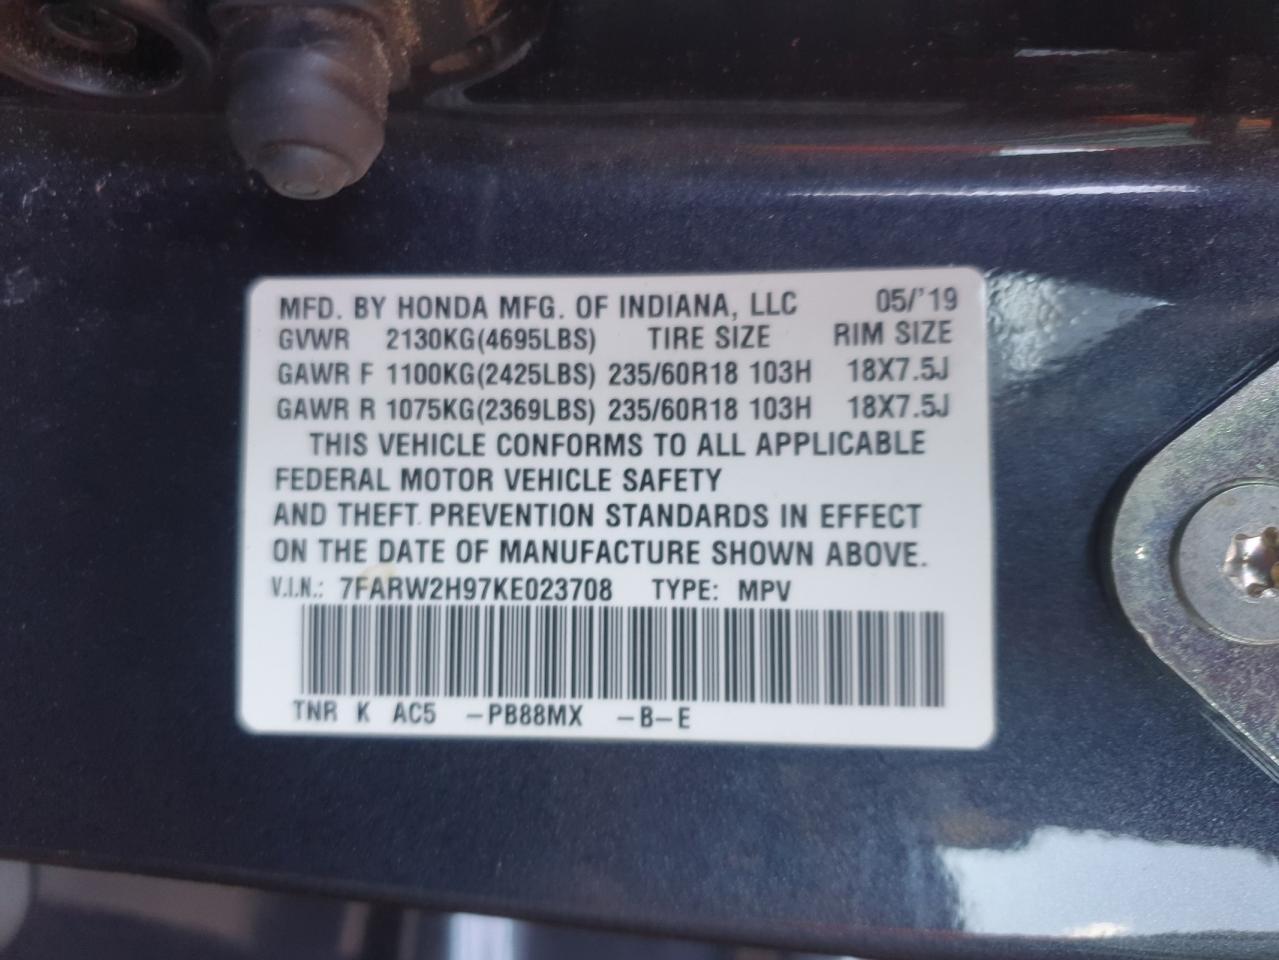 MFD. BY HONDA MFG. OF INDIANA, LLC 05/'19
GVWR 2130KG(4695LBS) TIRE SIZE RIM SIZE
GAWR F 1100KG(2425LBS) 235/60R18 103H 18X7.5J
GAWR R 1075KG(2369LBS) 235/60R18 103H 18X7.5J
THIS VEHICLE CONFORMS TO ALL APPLICABLE
FEDERAL MOTOR VEHICLE SAFETY
AND THEFT PREVENTION STANDARDS IN EFFECT
ON THE DATE OF MANUFACTURE SHOWN ABOVE.
V.I.N.: 7FARW2H97KE023708 TYPE: MPV
TNR K AC5 -PB88MX -B-E